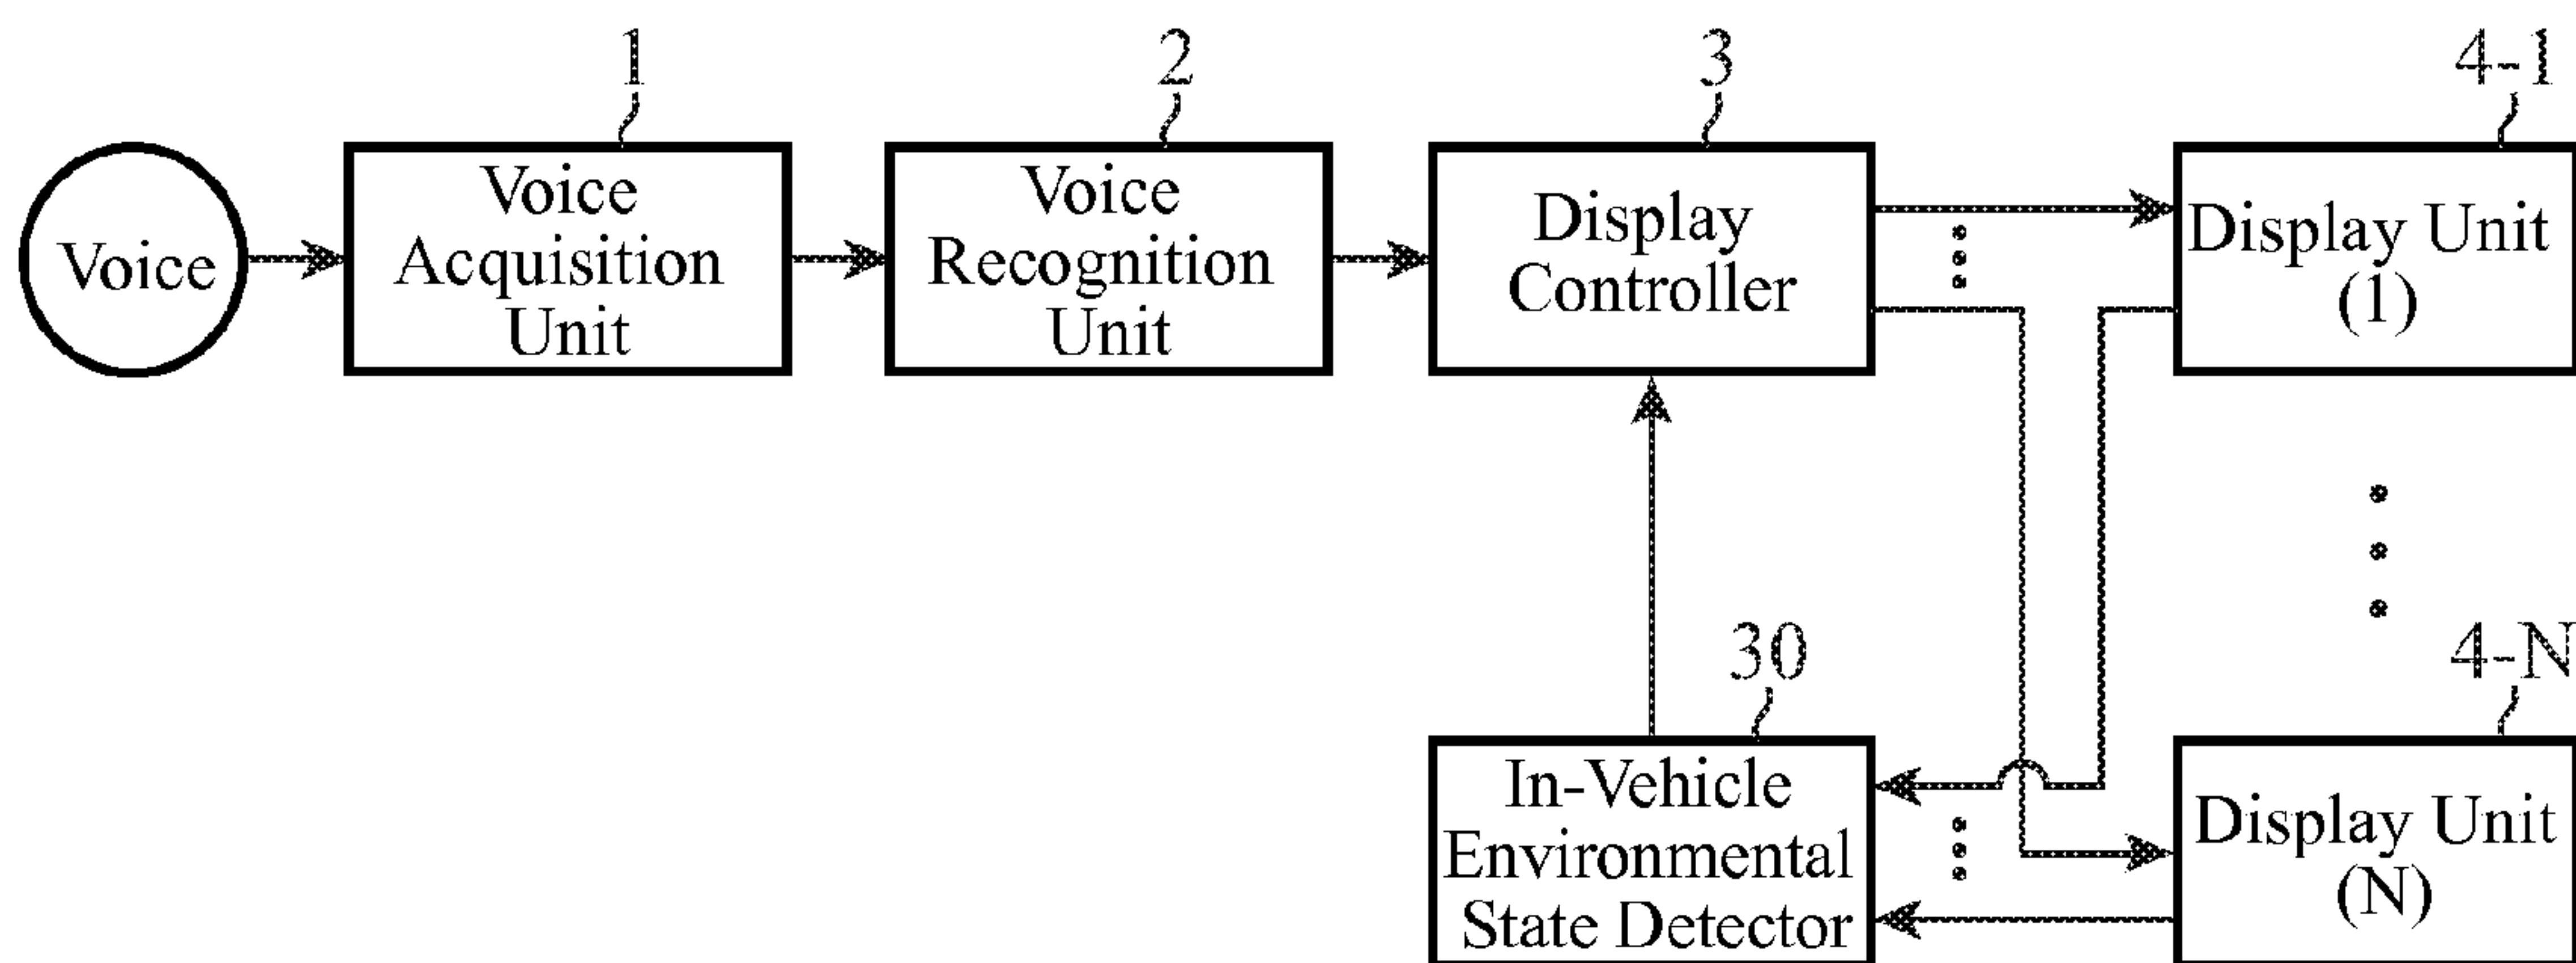 1
2
3
4-1
Voice
Voice
Acquisition
Unit
Voice
Recognition
Unit
Display
Controller
Display Unit
(1)
30
4-N
In-Vehicle
Environmental
State Detector
Display Unit
(N)